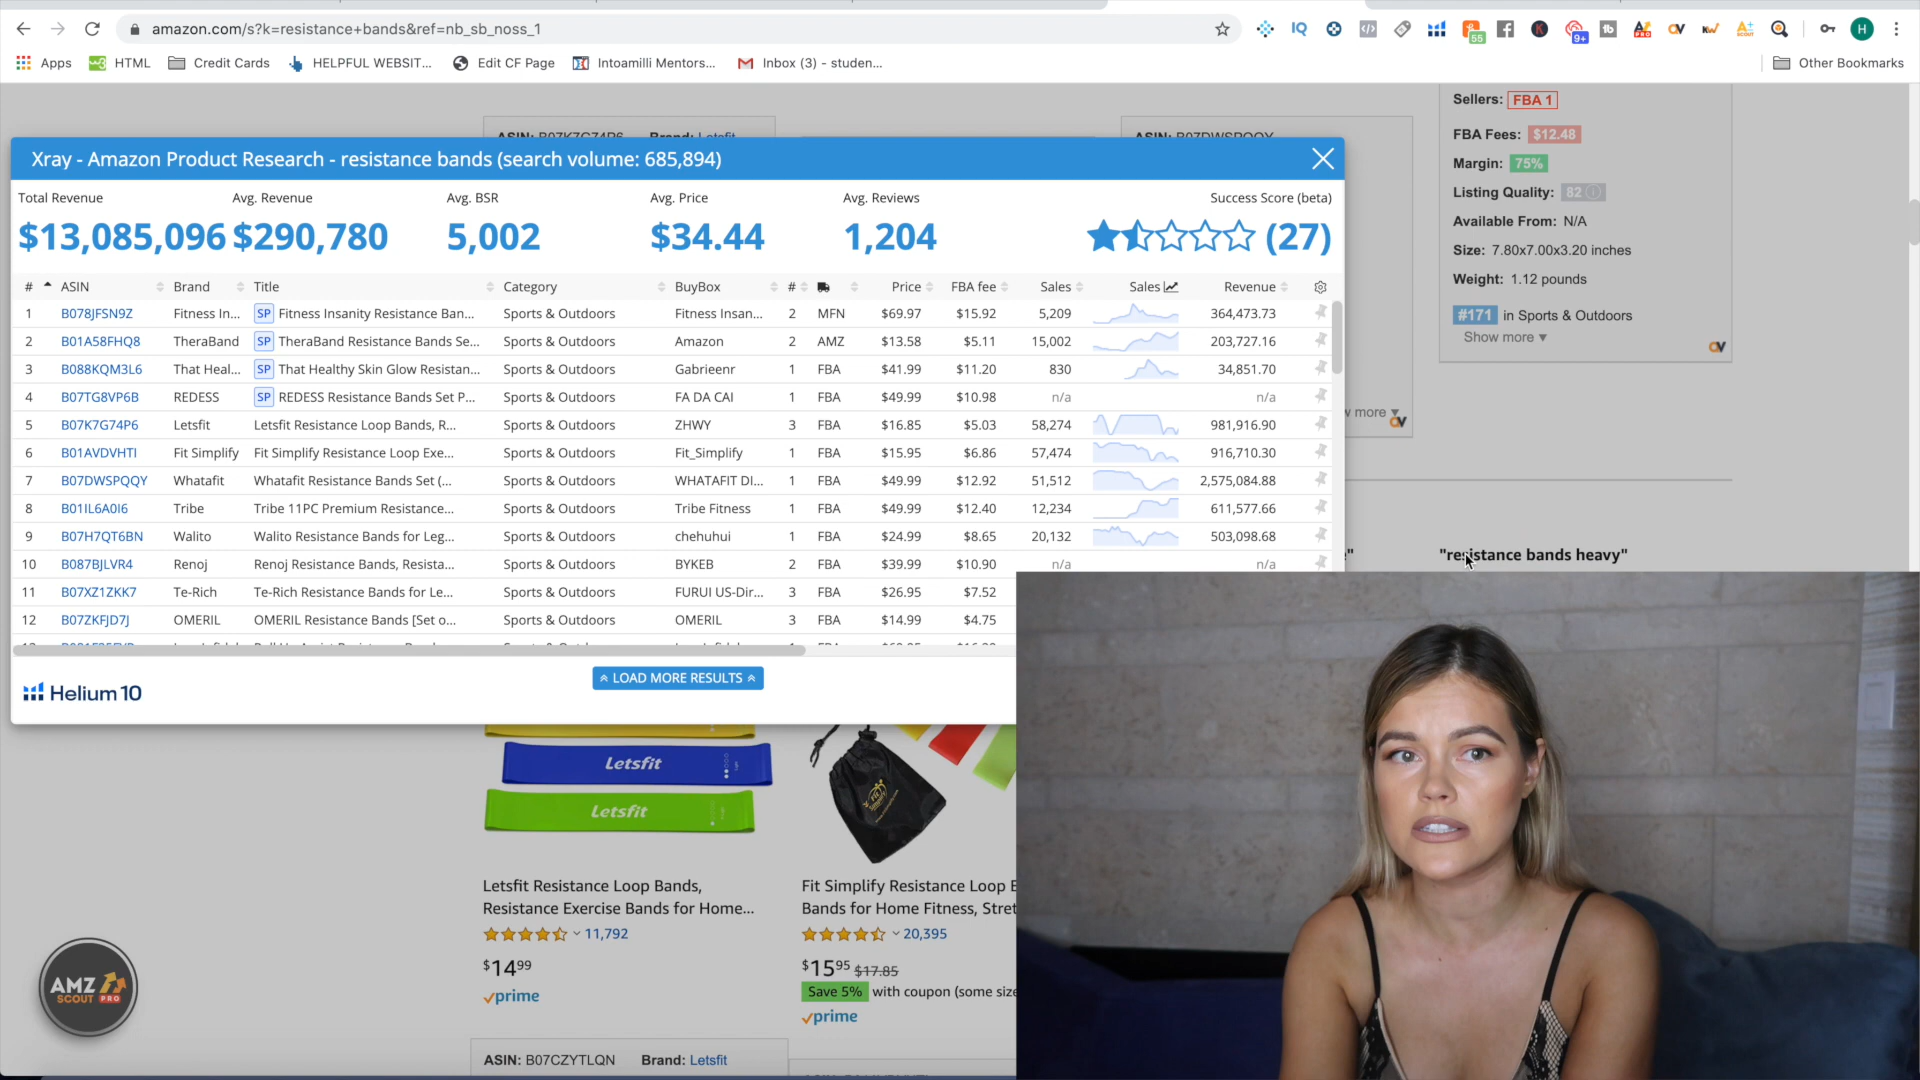 amazon.com/s?k=resistance+bands&ref=nb_sb_noss_1
IQ
55
9+
H
Apps
HTML
Credit Cards
HELPFUL WEBSIT...
Edit CF Page
Intoamilli Mentors...
Inbox (3) - studen...
Other Bookmarks
Sellers: FBA 1
FBA Fees: $12.48
Margin: 75%
Listing Quality: 82
Available From: N/A
Size: 7.80x7.00x3.20 inches
Weight: 1.12 pounds
#171 in Sports & Outdoors
Show more
Xray - Amazon Product Research - resistance bands (search volume: 685,894)
Total Revenue Avg. Revenue Avg. BSR Avg. Price Avg. Reviews Success Score (beta)
$13,085,096 $290,780 5,002 $34.44 1,204 (27)
# ASIN Brand Title Category BuyBox # Price FBA fee Sales Sales Revenue
1 B078JFSN9Z Fitness In... SP Fitness Insanity Resistance Ban... Sports & Outdoors Fitness Insan... 2 MFN $69.97 $15.92 5,209 364,473.73
2 B01A58FHQ8 TheraBand SP TheraBand Resistance Bands Se... Sports & Outdoors Amazon 2 AMZ $13.58 $5.11 15,002 203,727.16
3 B088KQM3L6 That Heal... SP That Healthy Skin Glow Resistan... Sports & Outdoors Gabrieenr 1 FBA $41.99 $11.20 830 34,851.70
4 B07TG8VP6B REDESS SP REDESS Resistance Bands Set P... Sports & Outdoors FA DA CAI 1 FBA $49.99 $10.98 n/a n/a
5 B07K7G74P6 Letsfit Letsfit Resistance Loop Bands, R... Sports & Outdoors ZHWY 3 FBA $16.85 $5.03 58,274 981,916.90
6 B01AVDVHTI Fit Simplify Fit Simplify Resistance Loop Exe... Sports & Outdoors Fit_Simplify 1 FBA $15.95 $6.86 57,474 916,710.30
7 B07DWSPQQY Whatafit Whatafit Resistance Bands Set (... Sports & Outdoors WHATAFIT DI... 1 FBA $49.99 $12.92 51,512 2,575,084.88
8 B01IL6A0I6 Tribe Tribe 11PC Premium Resistance... Sports & Outdoors Tribe Fitness 1 FBA $49.99 $12.40 12,234 611,577.66
9 B07H7QT6BN Walito Walito Resistance Bands for Leg... Sports & Outdoors chehuhui 1 FBA $24.99 $8.65 20,132 503,098.68
10 B087BJLVR4 Renoj Renoj Resistance Bands, Resista... Sports & Outdoors BYKEB 2 FBA $39.99 $10.90 n/a n/a
11 B07XZ1ZKK7 Te-Rich Te-Rich Resistance Bands for Le... Sports & Outdoors FURUI US-Dir... 3 FBA $26.95 $7.52
12 B07ZKFJD7J OMERIL OMERIL Resistance Bands [Set o... Sports & Outdoors OMERIL 3 FBA $14.99 $4.75
LOAD MORE RESULTS
Helium 10
more
"resistance bands heavy"
Letsfit
Letsfit
Letsfit Resistance Loop Bands,
Resistance Exercise Bands for Home...
11,792
$14 99
prime
Fit Simplify Resistance Loop E
Bands for Home Fitness, Stret
20,395
$15 95 $17.85
Save 5% with coupon (some size
prime
ASIN: B07CZYTLQN Brand: Letsfit
AMZ
SCOUT PRO